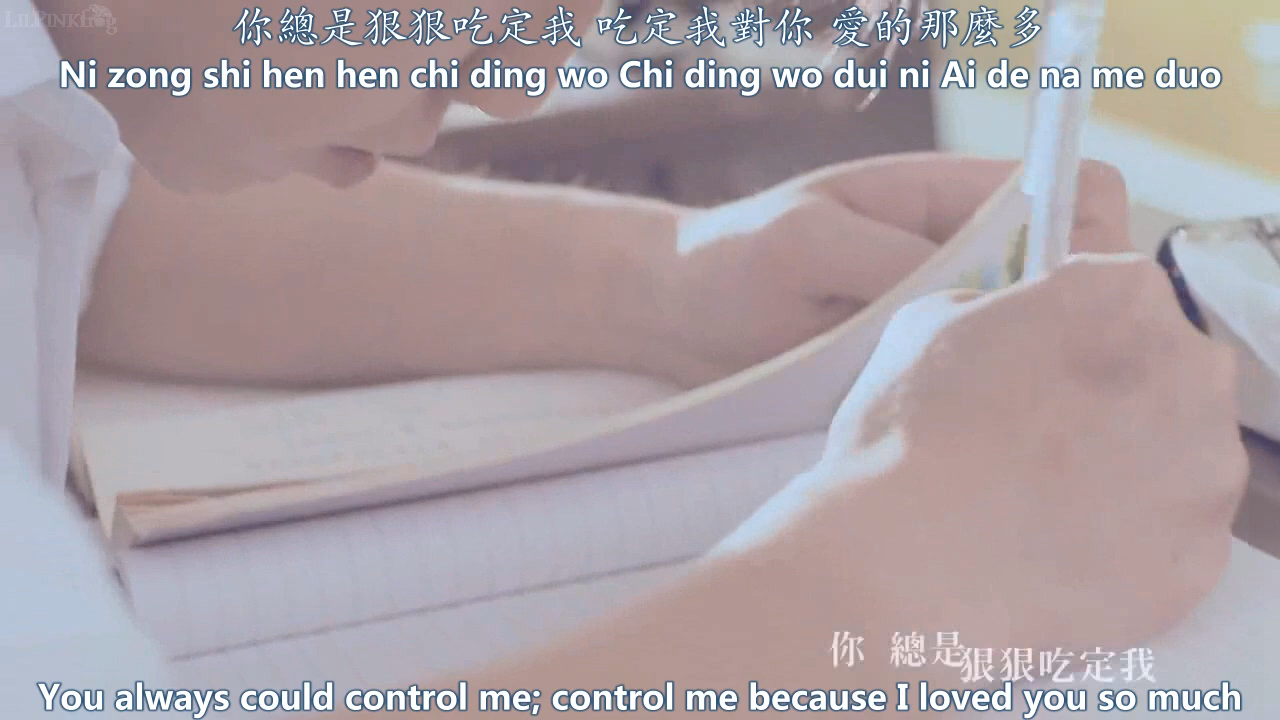 LilPinkFrog
你總是狠狠吃定我 吃定我對你 愛的那麼多
Ni zong shi hen hen chi ding wo Chi ding wo dui ni Ai de na me duo
你 總是狠狠吃定我
You always could control me; control me because I loved you so much